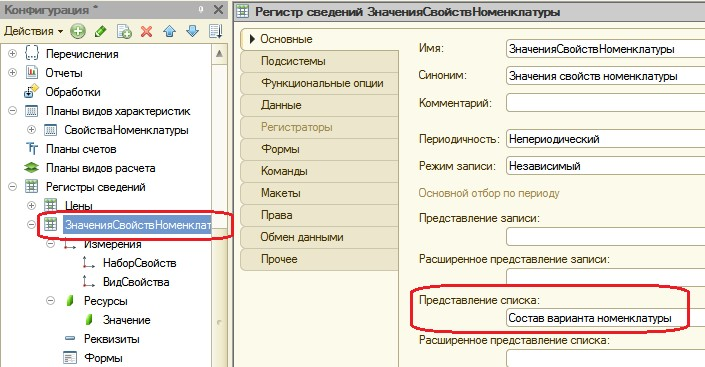 Конфигурация *
Действия
Перечисления
Отчеты
Обработки
Планы видов характеристик
СвойстваНоменклатуры
Планы счетов
Планы видов расчета
Регистры сведений
Цены
ЗначенияСвойствНоменклат
Измерения
НаборСвойств
ВидСвойства
Ресурсы
Значение
Реквизиты
Формы
Регистр сведений ЗначенияСвойствНоменклатуры
Основные
Подсистемы
Функциональные опции
Данные
Регистраторы
Формы
Команды
Макеты
Права
Обмен данными
Прочее
Имя: ЗначенияСвойствНоменклатуры
Синоним: Значения свойств номенклатуры
Комментарий:
Периодичность: Непериодический
Режим записи: Независимый
Основной отбор по периоду
Представление записи:
Расширенное представление записи:
Представление списка:
Состав варианта номенклатуры
Расширенное представление списка: